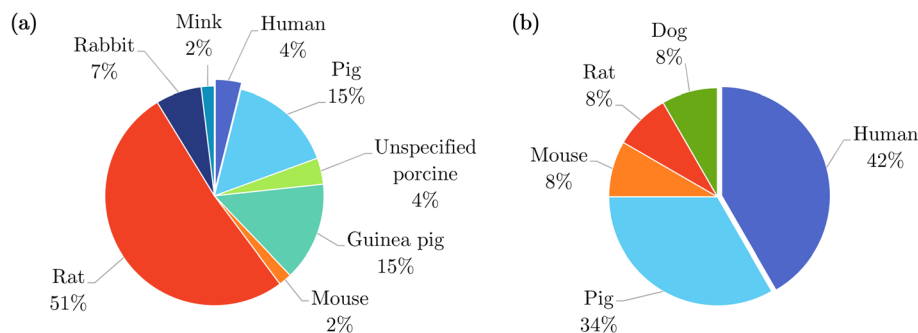 (a)
Mink
2%
Human
4%
Rabbit
7%
Pig
15%
Unspecified
porcine
4%
Guinea pig
15%
Mouse
2%
Rat
51%
(b)
Dog
8%
Rat
8%
Mouse
8%
Human
42%
Pig
34%